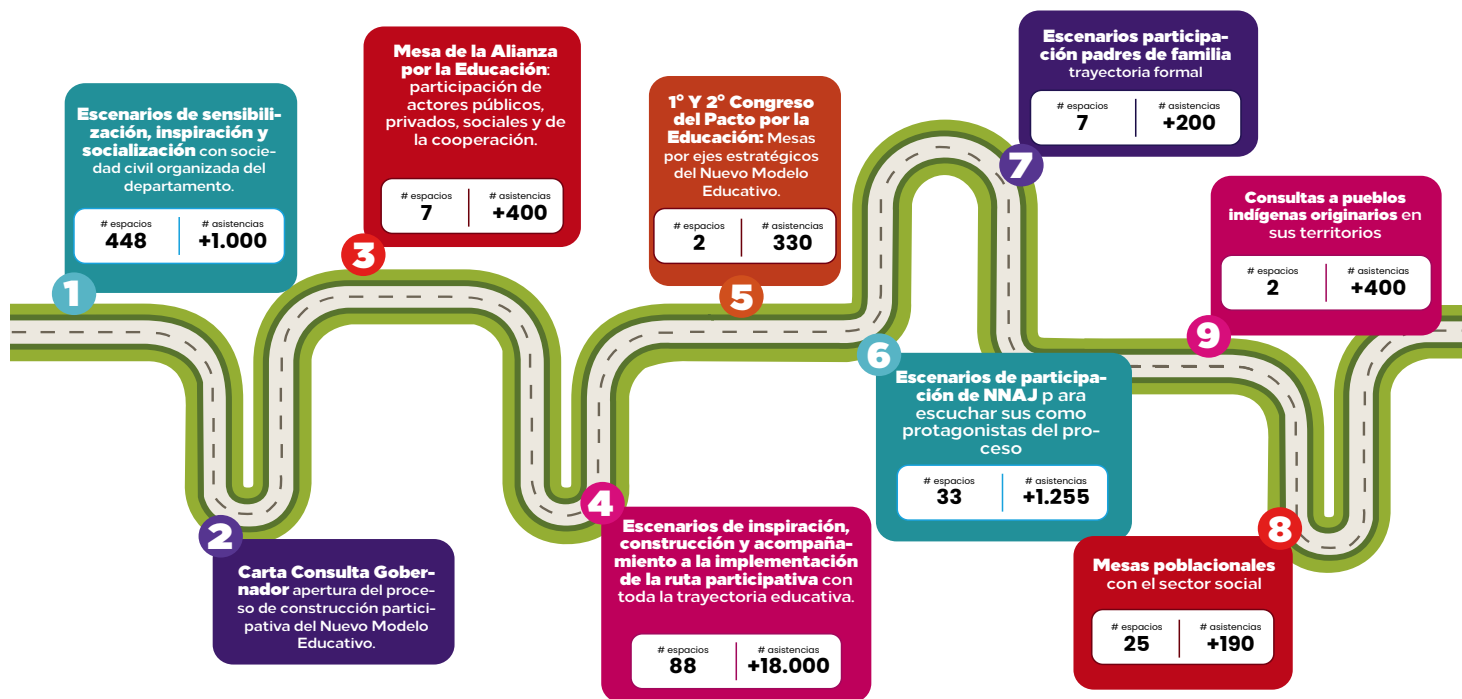 1
Escenarios de sensibili-
zación, inspiración y
socialización con socie-
dad civil organizada del
departamento.
# espacios
448
# asistencias
+1.000
2
Carta Consulta Gober-
nador apertura del proce-
so de construcción partici-
pativa del Nuevo Modelo
Educativo.
3
Mesa de la Alianza
por la Educación:
participación de
actores públicos,
privados, sociales y de
la cooperación.
# espacios
7
# asistencias
+400
4
Escenarios de inspiración,
construcción y acompaña-
miento a la implementación
de la ruta participativa con
toda la trayectoria educativa.
# espacios
88
# asistencias
+18.000
5
1° Y 2° Congreso
del Pacto por la
Educación: Mesas
por ejes estratégicos
del Nuevo Modelo
Educativo.
# espacios
2
# asistencias
330
6
Escenarios de participa-
ción de NNAJ p ara
escuchar sus como
protagonistas del pro-
ceso
# espacios
33
# asistencias
+1.255
7
Escenarios participa-
ción padres de familia
trayectoria formal
# espacios
7
# asistencias
+200
8
Mesas poblacionales
con el sector social
# espacios
25
# asistencias
+190
9
Consultas a pueblos
indígenas originarios en
sus territorios
# espacios
2
# asistencias
+400